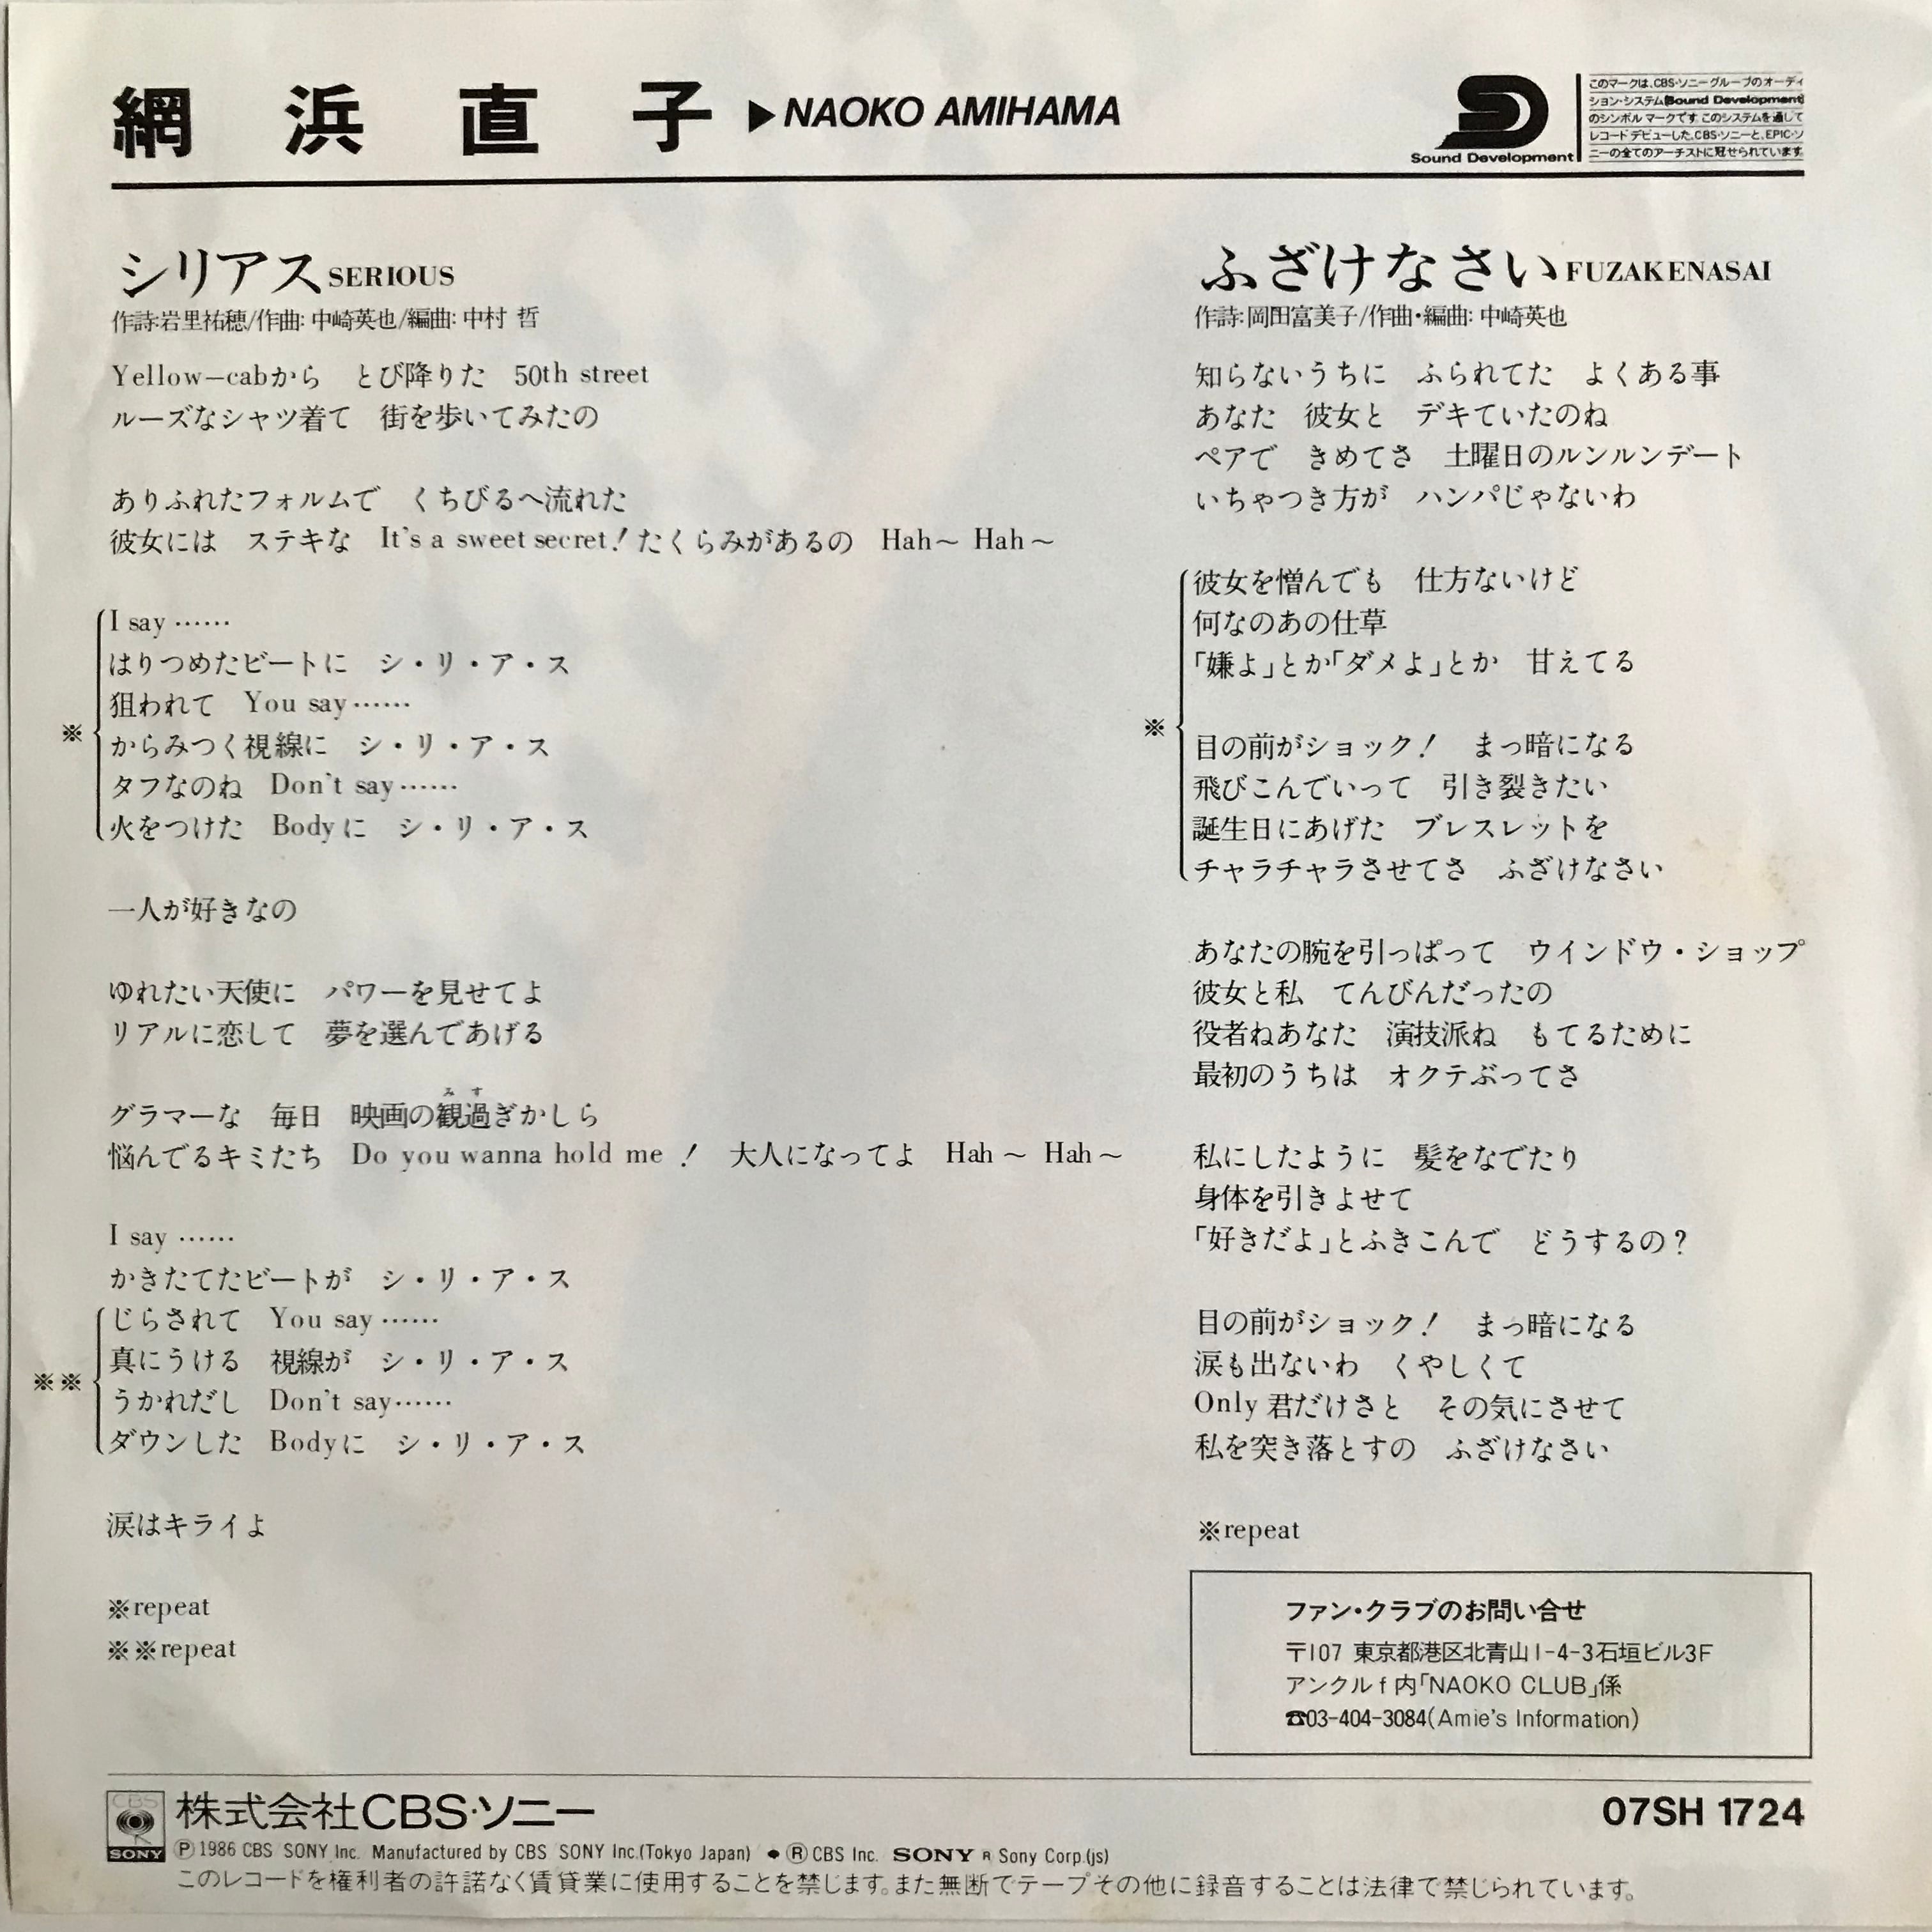 網浜直子▶NAOKO AMIHAMA
Sound Development
このマークは、CBS・ソニーグループのオーディ
ション・システム(Sound Development)
のシンボルマークです。このシステムを通して
レコードデビューした、CBS・ソニーと、EPIC・ソ
ニーの全てのアーチストに冠せられています。
シリアス SERIOUS
作詩:岩里祐穂/作曲:中崎英也/編曲:中村 哲
Yellow-cabから　とび降りた　50th street
ルーズなシャツ着て　街を歩いてみたの
ありふれたフォルムで　くちびるへ流れた
彼女には　ステキな　It's a sweet secret!たくらみがあるの　Hah〜 Hah〜
I say ……
はりつめたビートに　シ・リ・ア・ス
狙われて　You say……
※
からみつく視線に　シ・リ・ア・ス
タフなのね　Don't say……
火をつけた　Bodyに　シ・リ・ア・ス
一人が好きなの
ゆれたい天使に　パワーを見せてよ
リアルに恋して　夢を選んであげる
みす
グラマーな　毎日　映画の観過ぎかしら
悩んでるキミたち　Do you wanna hold me !　大人になってよ　Hah〜 Hah〜
I say ……
かきたてたビートが　シ・リ・ア・ス
じらされて　You say ……
真にうける　視線が　シ・リ・ア・ス
※※
うかれだし　Don't say……
ダウンした　Bodyに　シ・リ・ア・ス
涙はキライよ
※repeat
※※repeat
ふざけなさい FUZAKENASAI
作詩:岡田富美子/作曲・編曲:中崎英也
知らないうちに　ふられてた　よくある事
あなた　彼女と　デキていたのね
ペアで　きめてさ　土曜日のルンルンデート
いちゃつき方が　ハンパじゃないわ
彼女を憎んでも　仕方ないけど
何なのあの仕草
「嫌よ」とか「ダメよ」とか　甘えてる
※
目の前がショック!　まっ暗になる
飛びこんでいって　引き裂きたい
誕生日にあげた　ブレスレットを
チャラチャラさせてさ　ふざけなさい
あなたの腕を引っぱって　ウインドウ・ショップ
彼女と私　てんびんだったの
役者ねあなた　演技派ね　もてるために
最初のうちは　オクテぶってさ
私にしたように　髪をなでたり
身体を引きよせて
「好きだよ」とふきこんで　どうするの?
目の前がショック!　まっ暗になる
涙も出ないわ　くやしくて
Only 君だけさと　その気にさせて
私を突き落とすの　ふざけなさい
※repeat
ファン・クラブのお問い合せ
〒107 東京都港区北青山1-4-3石垣ビル3F
アンクルf内「NAOKO CLUB」係
☎03-404-3084(Amie's Information)
CBS
SONY
株式会社CBS・ソニー
07SH 1724
Ⓟ1986 CBS/SONY Inc. Manufactured by CBS/SONY Inc.(Tokyo Japan) ● ⓇCBS Inc. SONY R Sony Corp.(js)
このレコードを権利者の許諾なく賃貸業に使用することを禁じます。また無断でテープその他に録音することは法律で禁じられています。